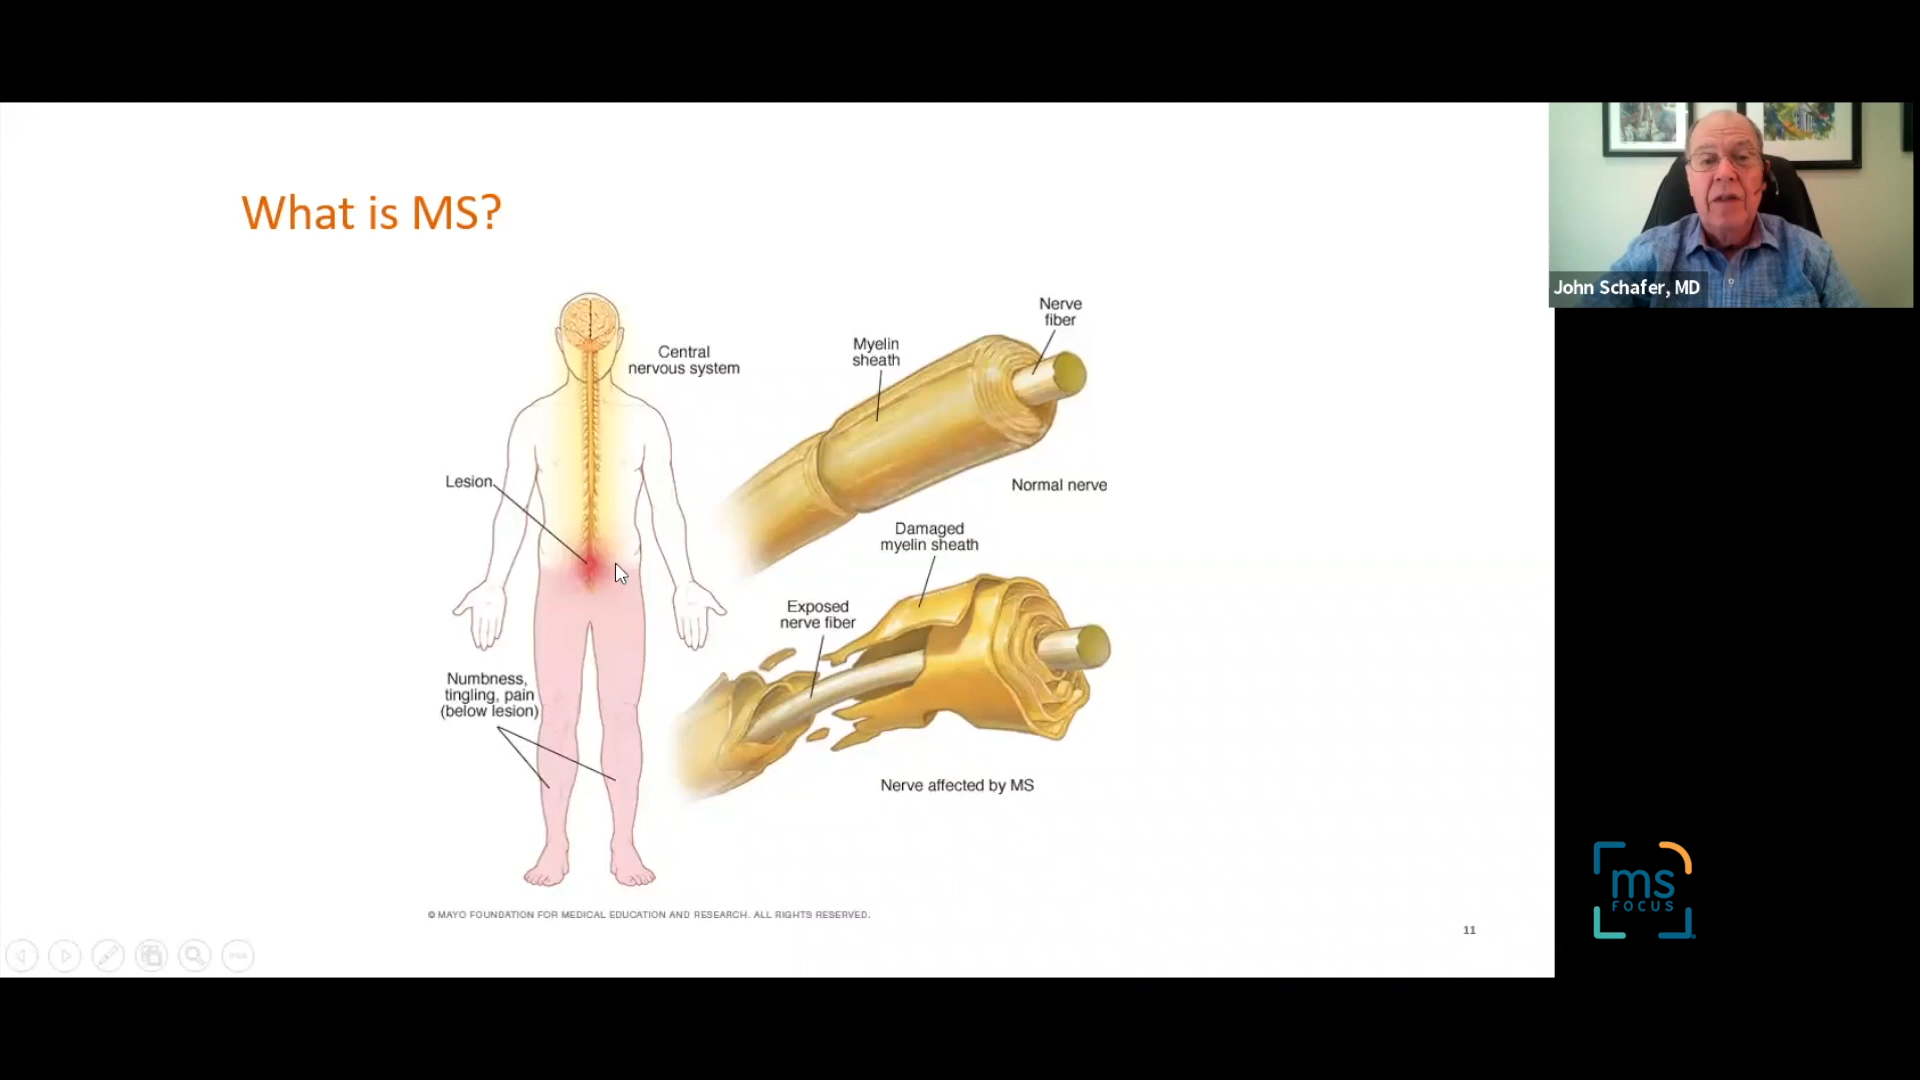 What is MS?
Central
nervous system
Lesion
Numbness,
tingling, pain
(below lesion)
Myelin
sheath
Nerve
fiber
Normal nerve
Damaged
myelin sheath
Exposed
nerve fiber
Nerve affected by MS
© MAYO FOUNDATION FOR MEDICAL EDUCATION AND RESEARCH. ALL RIGHTS RESERVED.
11
John Schafer, MD
ms
FOCUS